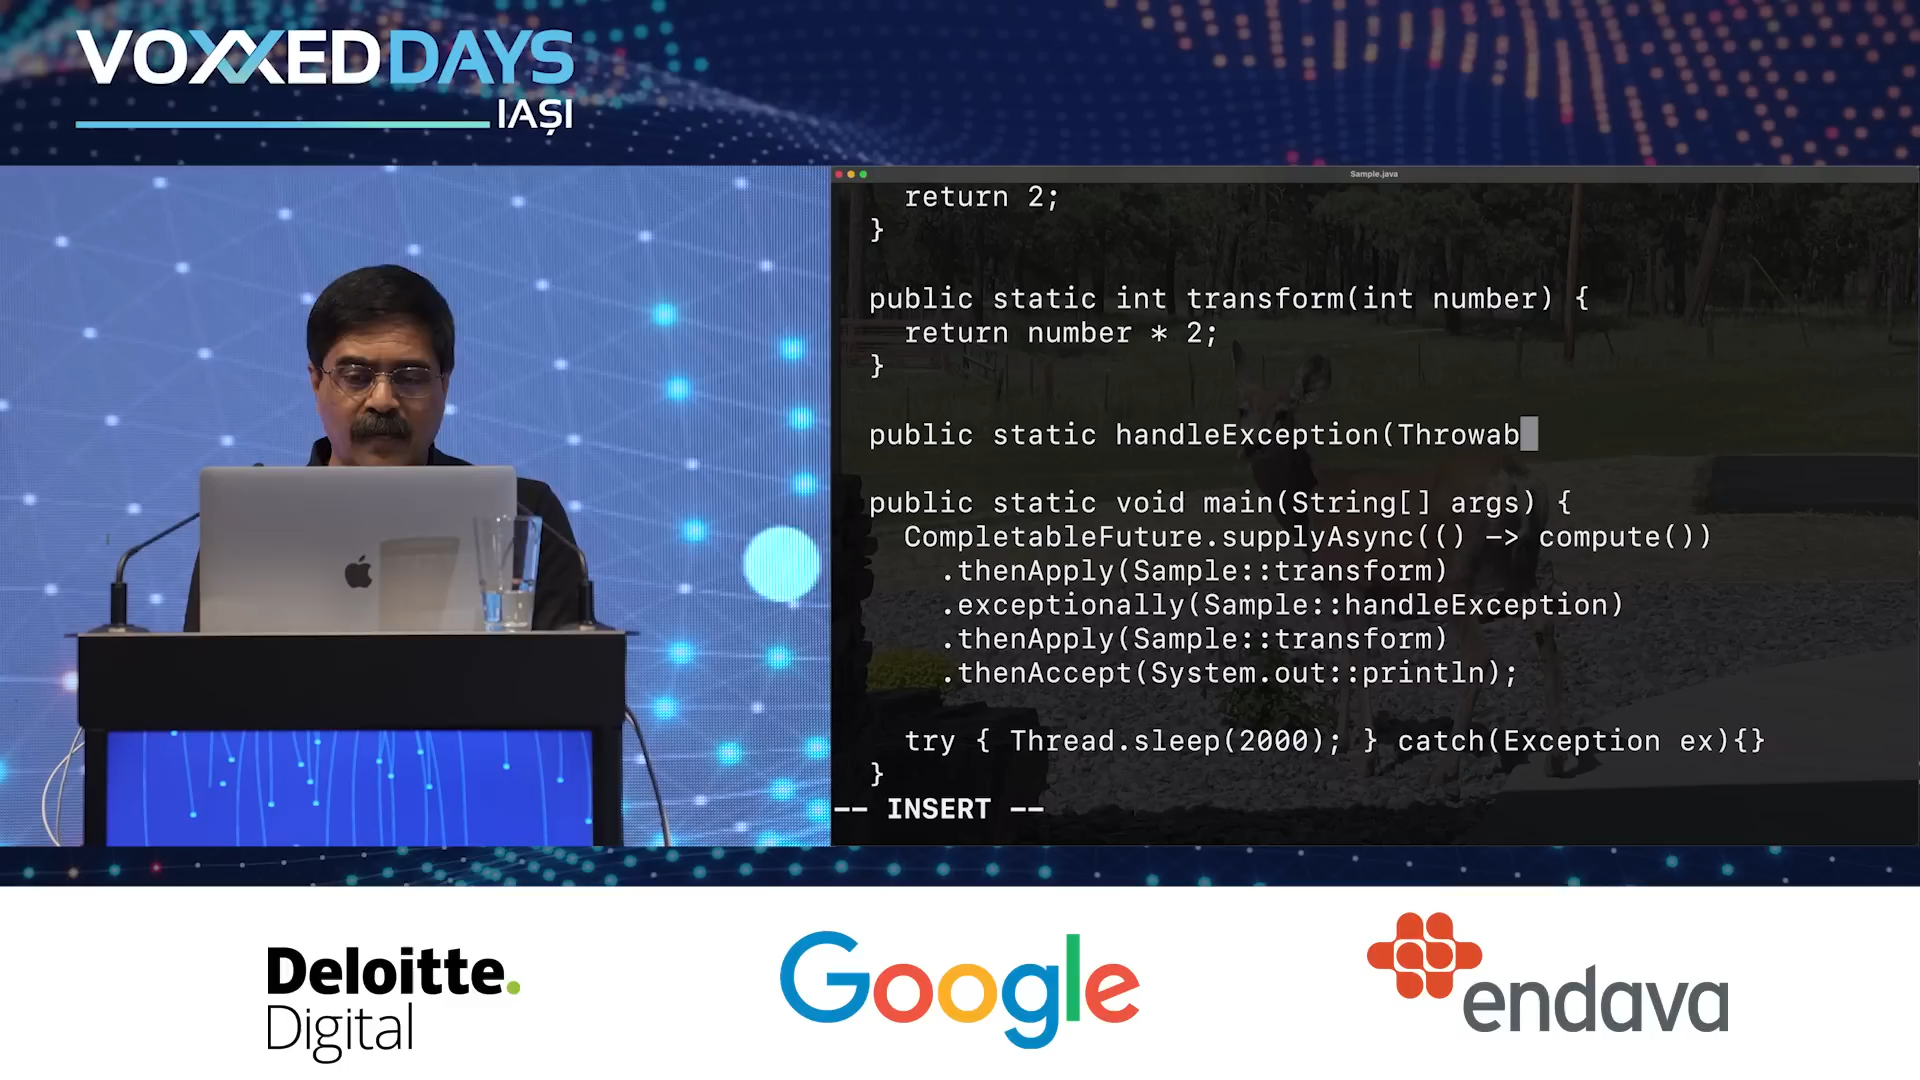 VOXXEDDAYS
IAȘI
Sample.java
return 2;
}
public static int transform(int number) {
return number * 2;
}
public static handleException(Throwab
public static void main(String[] args) {
CompletableFuture.supplyAsync(() -> compute())
.thenApply(Sample::transform)
.exceptionally(Sample::handleException)
.thenApply(Sample::transform)
.thenAccept(System.out::println);
try { Thread.sleep(2000); } catch(Exception ex){}
}
-- INSERT --
Deloitte.
Digital
Google
endava